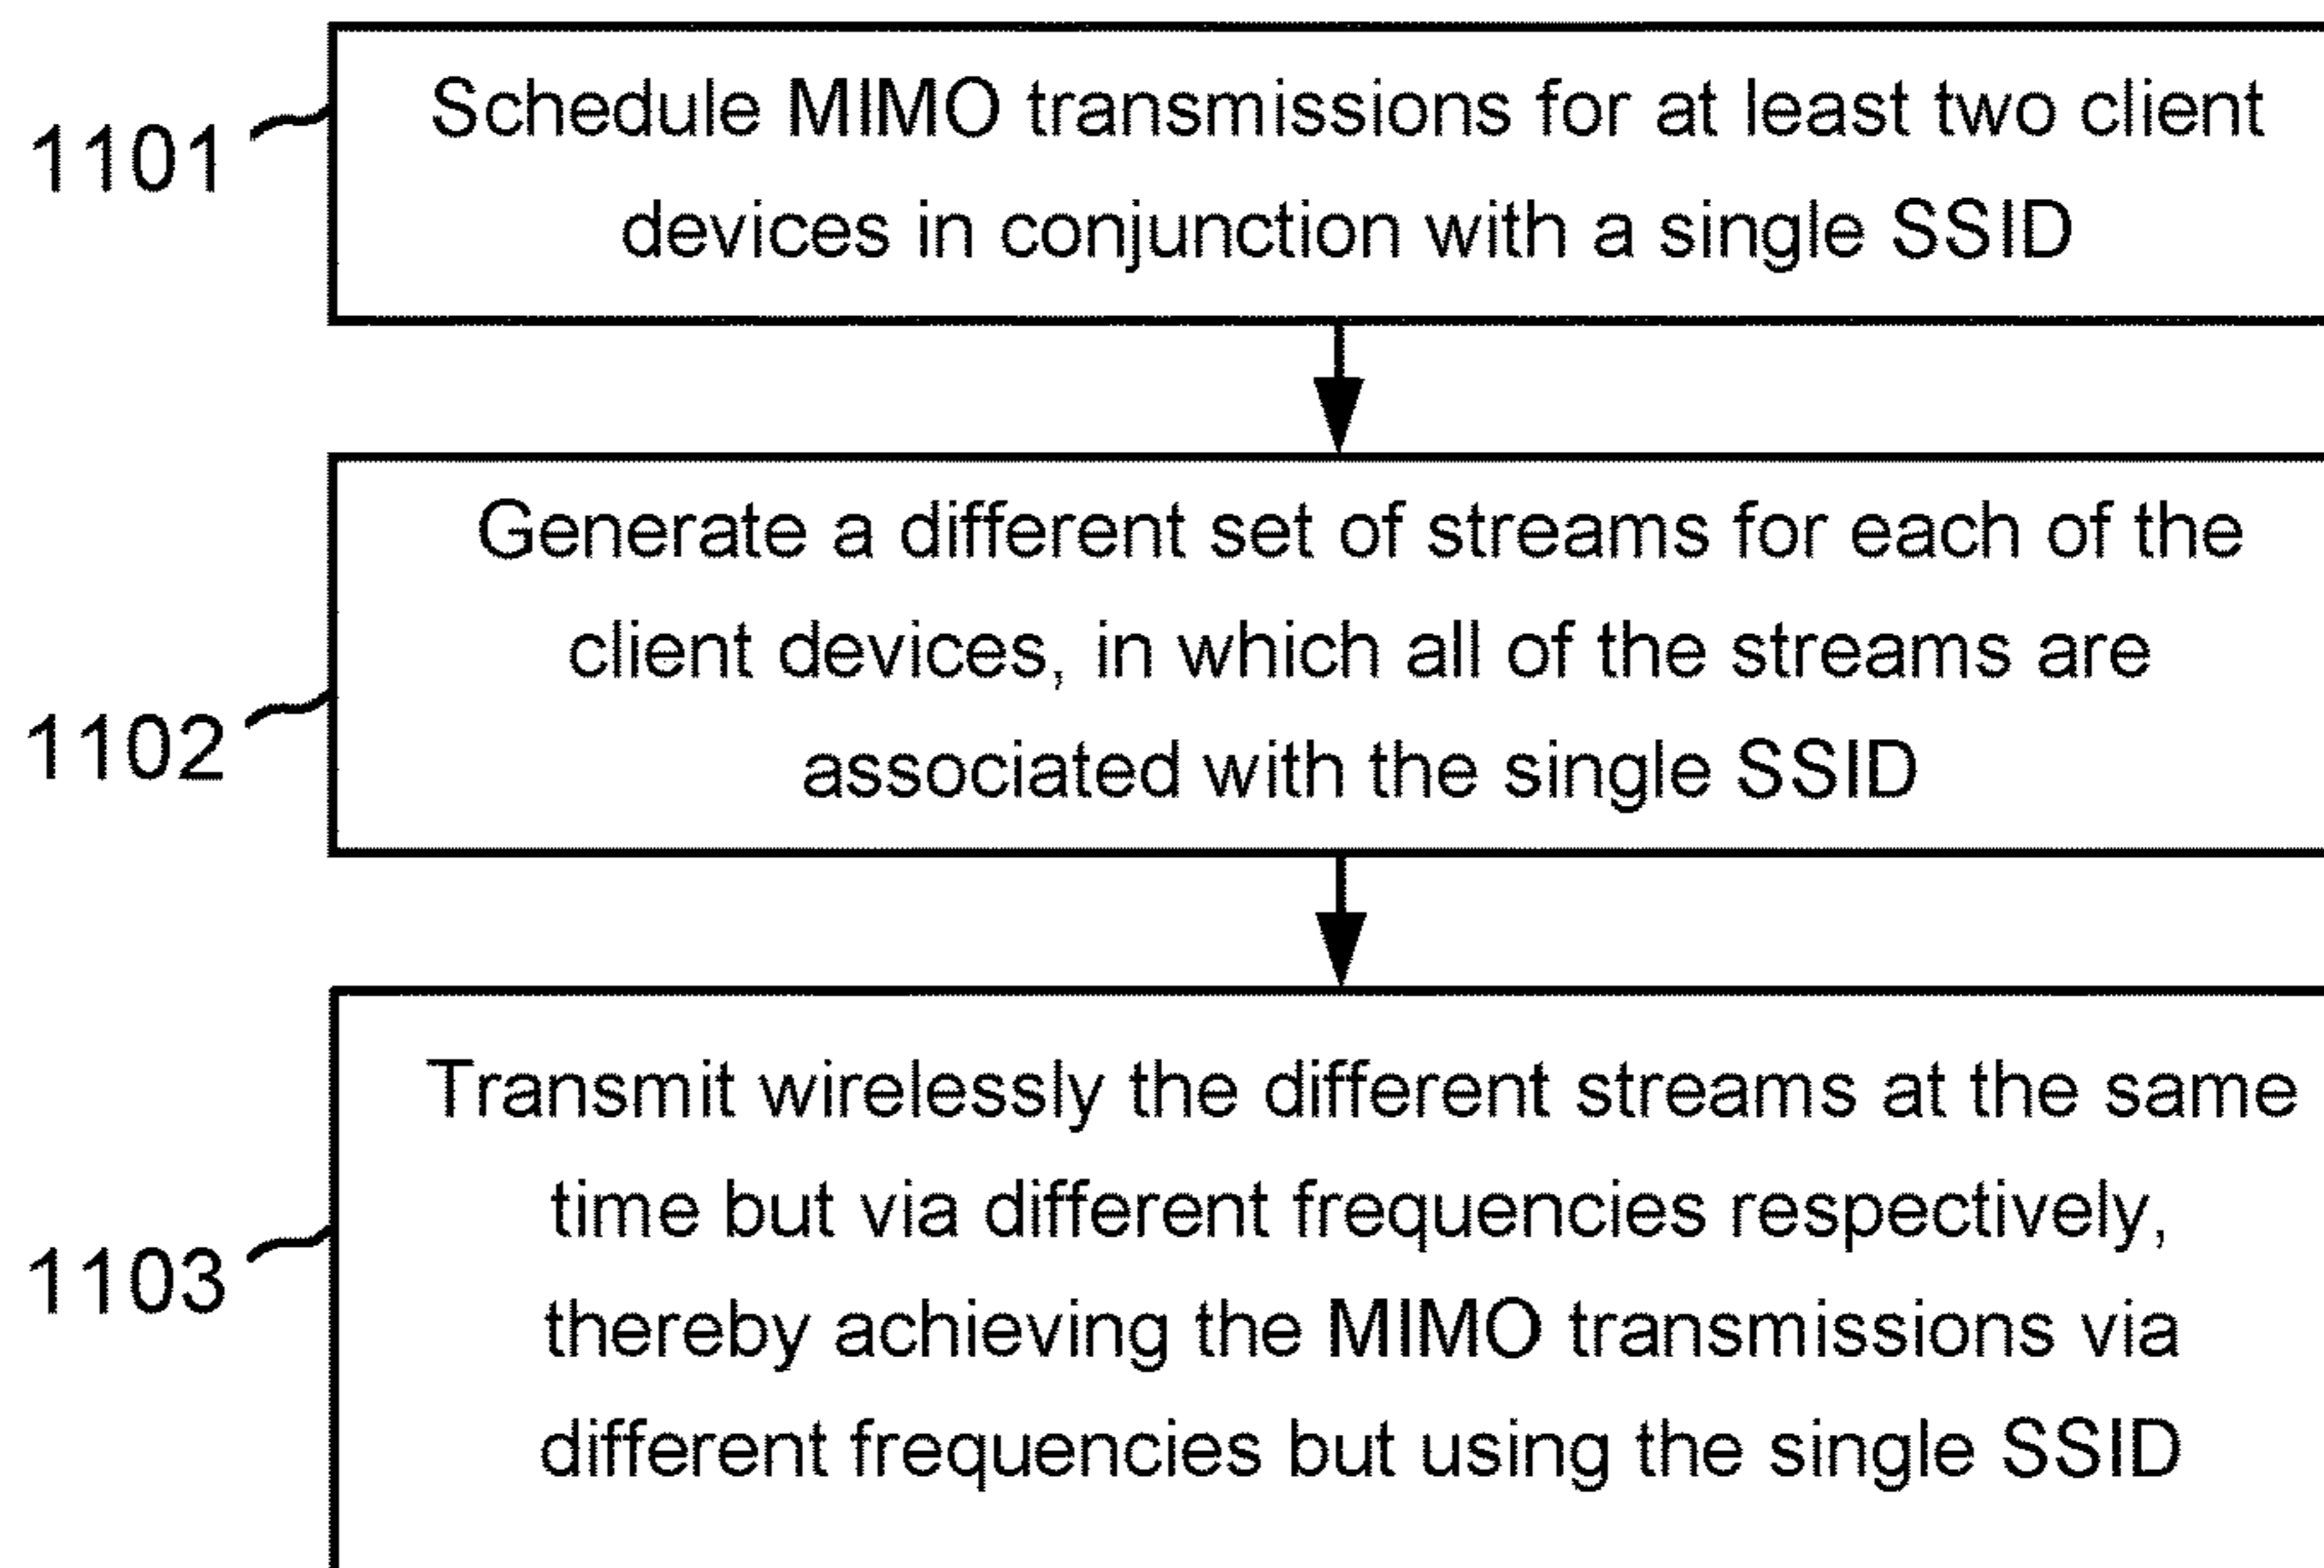 1101
Schedule MIMO transmissions for at least two client
devices in conjunction with a single SSID
1102
Generate a different set of streams for each of the
client devices, in which all of the streams are
associated with the single SSID
1103
Transmit wirelessly the different streams at the same
time but via different frequencies respectively,
thereby achieving the MIMO transmissions via
different frequencies but using the single SSID